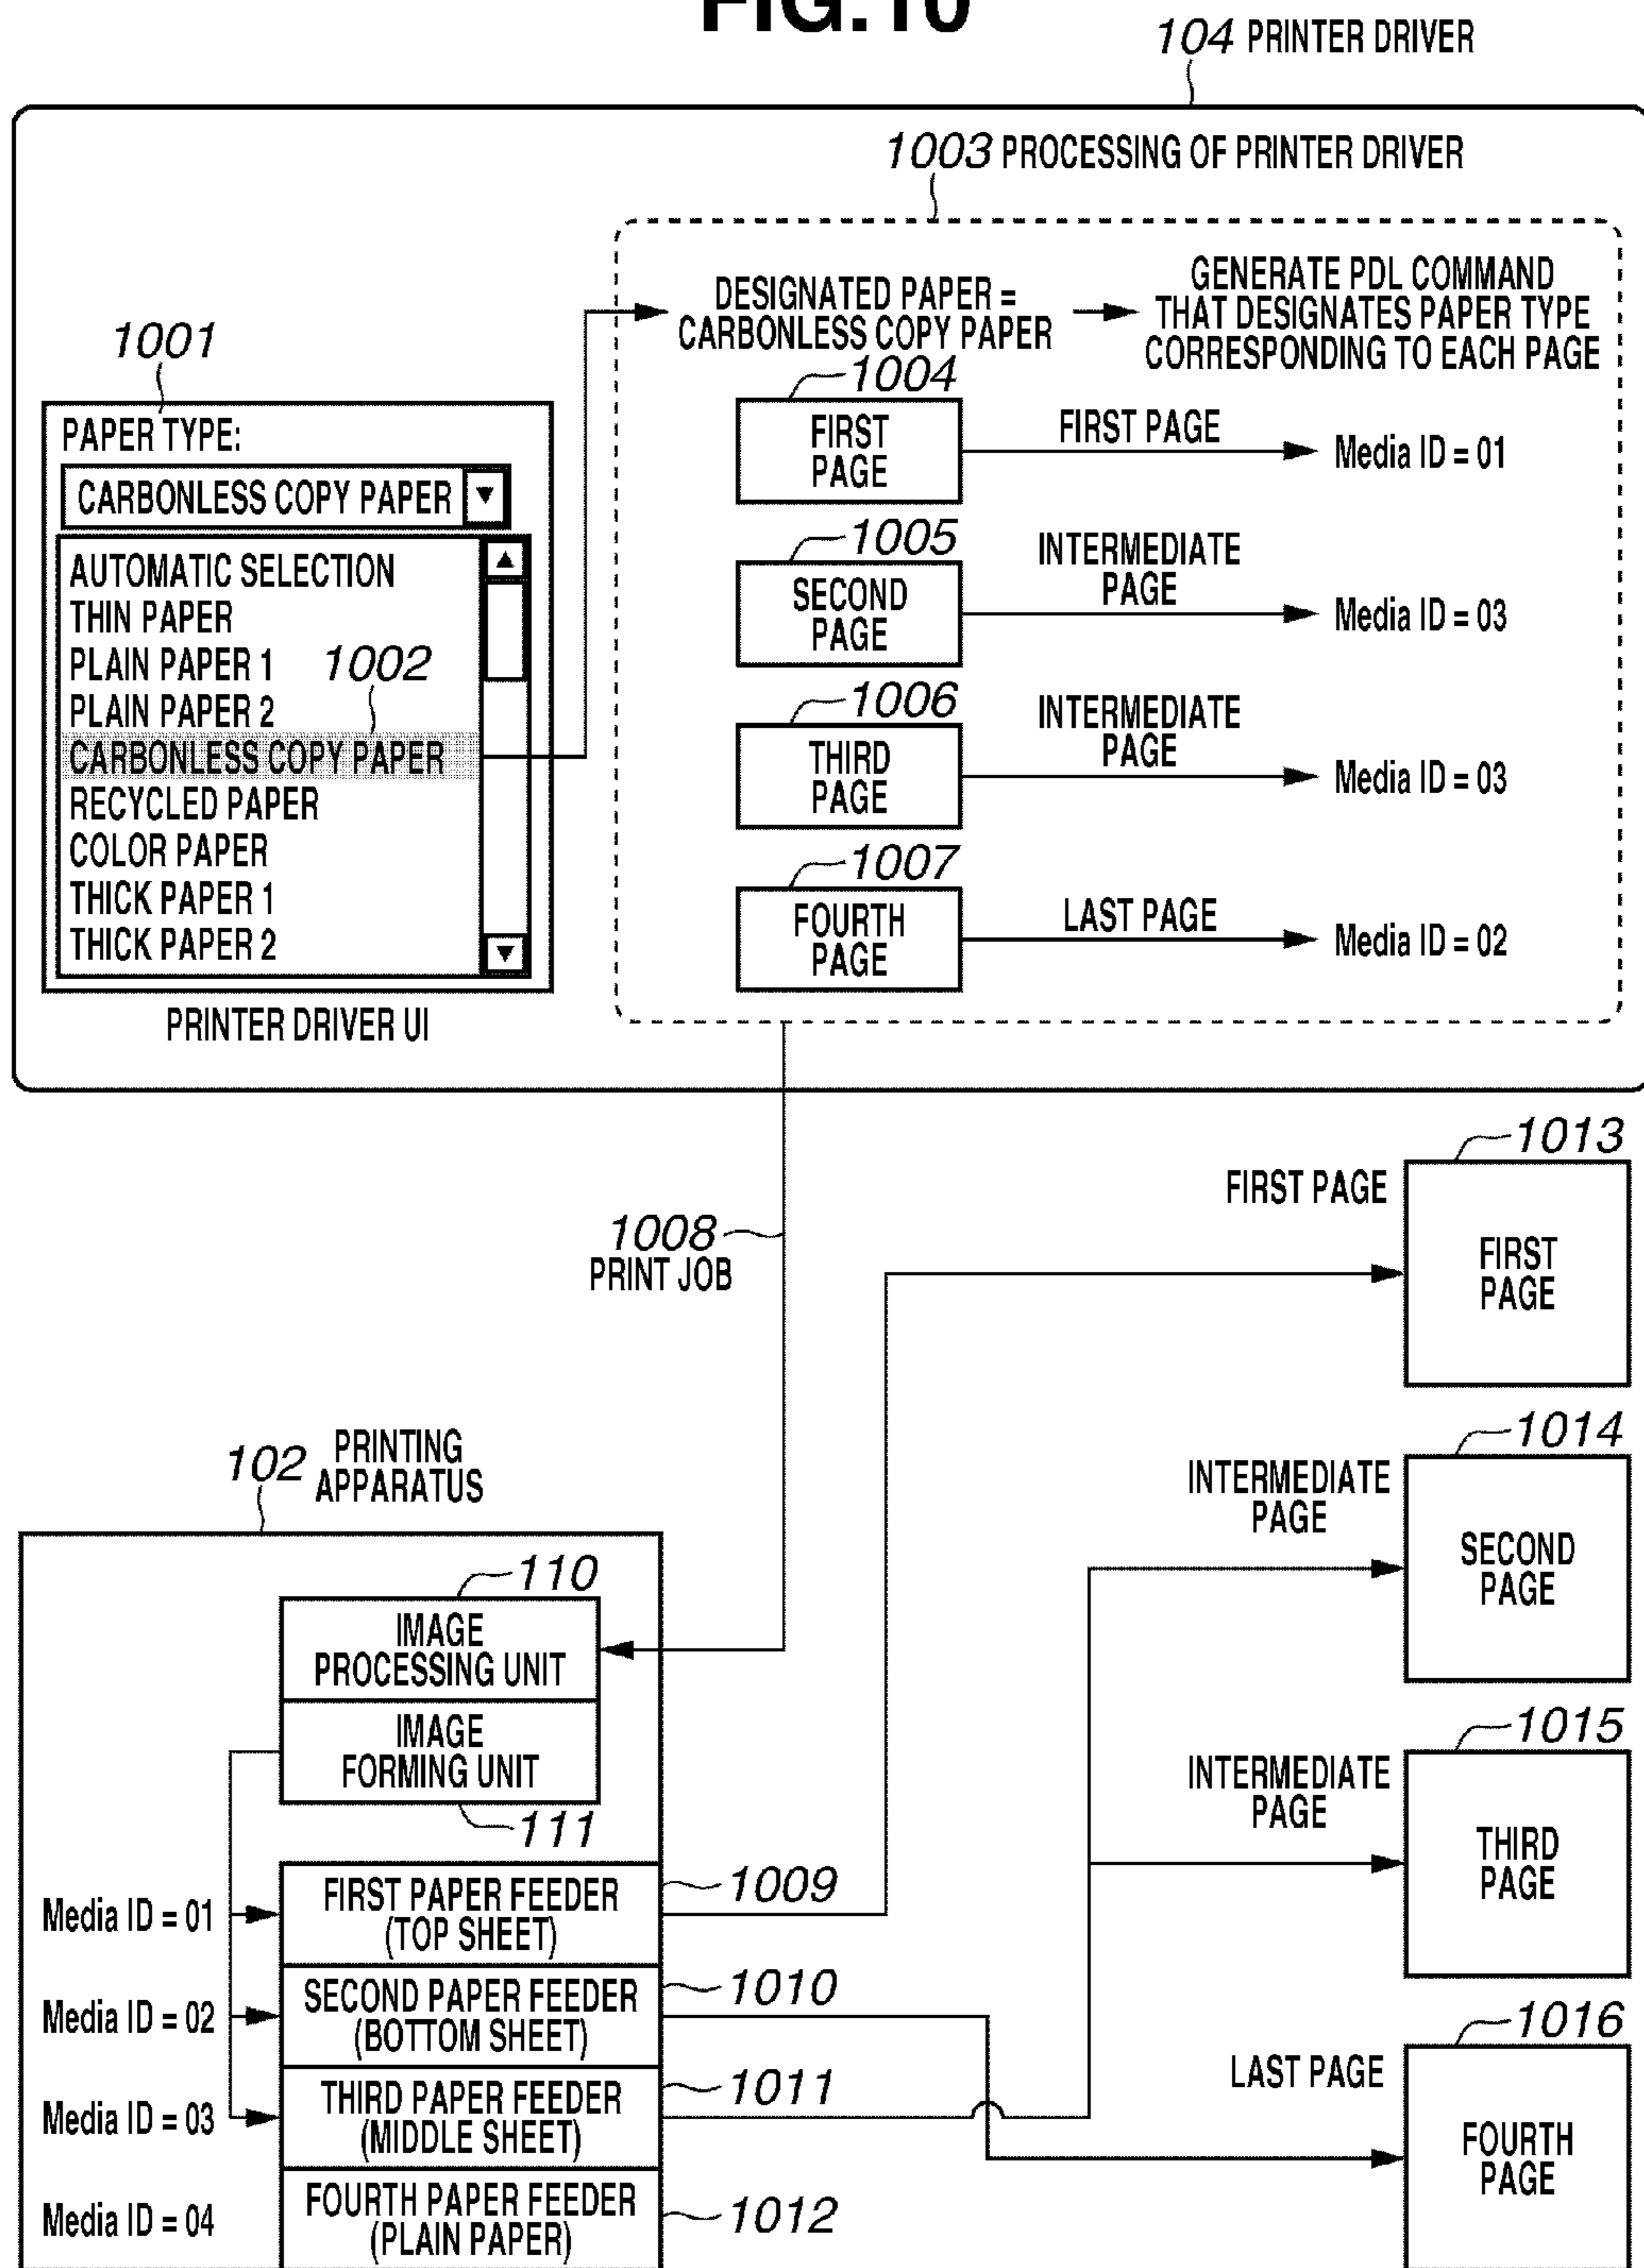 FIG.10
104 PRINTER DRIVER
1003 PROCESSING OF PRINTER DRIVER
DESIGNATED PAPER =
CARBONLESS COPY PAPER
GENERATE PDL COMMAND
THAT DESIGNATES PAPER TYPE
CORRESPONDING TO EACH PAGE
1001
PAPER TYPE:
CARBONLESS COPY PAPER
AUTOMATIC SELECTION
THIN PAPER
PLAIN PAPER 1
1002
PLAIN PAPER 2
CARBONLESS COPY PAPER
RECYCLED PAPER
COLOR PAPER
THICK PAPER 1
THICK PAPER 2
PRINTER DRIVER UI
1004
FIRST
PAGE
FIRST PAGE
Media ID = 01
1005
SECOND
PAGE
INTERMEDIATE
PAGE
Media ID = 03
1006
THIRD
PAGE
INTERMEDIATE
PAGE
Media ID = 03
1007
FOURTH
PAGE
LAST PAGE
Media ID = 02
1008
PRINT JOB
1013
FIRST PAGE
FIRST
PAGE
1014
INTERMEDIATE
PAGE
SECOND
PAGE
1015
INTERMEDIATE
PAGE
THIRD
PAGE
1016
LAST PAGE
FOURTH
PAGE
102
PRINTING
APPARATUS
110
IMAGE
PROCESSING UNIT
IMAGE
FORMING UNIT
111
Media ID = 01
FIRST PAPER FEEDER
(TOP SHEET)
1009
Media ID = 02
SECOND PAPER FEEDER
(BOTTOM SHEET)
1010
Media ID = 03
THIRD PAPER FEEDER
(MIDDLE SHEET)
1011
Media ID = 04
FOURTH PAPER FEEDER
(PLAIN PAPER)
1012